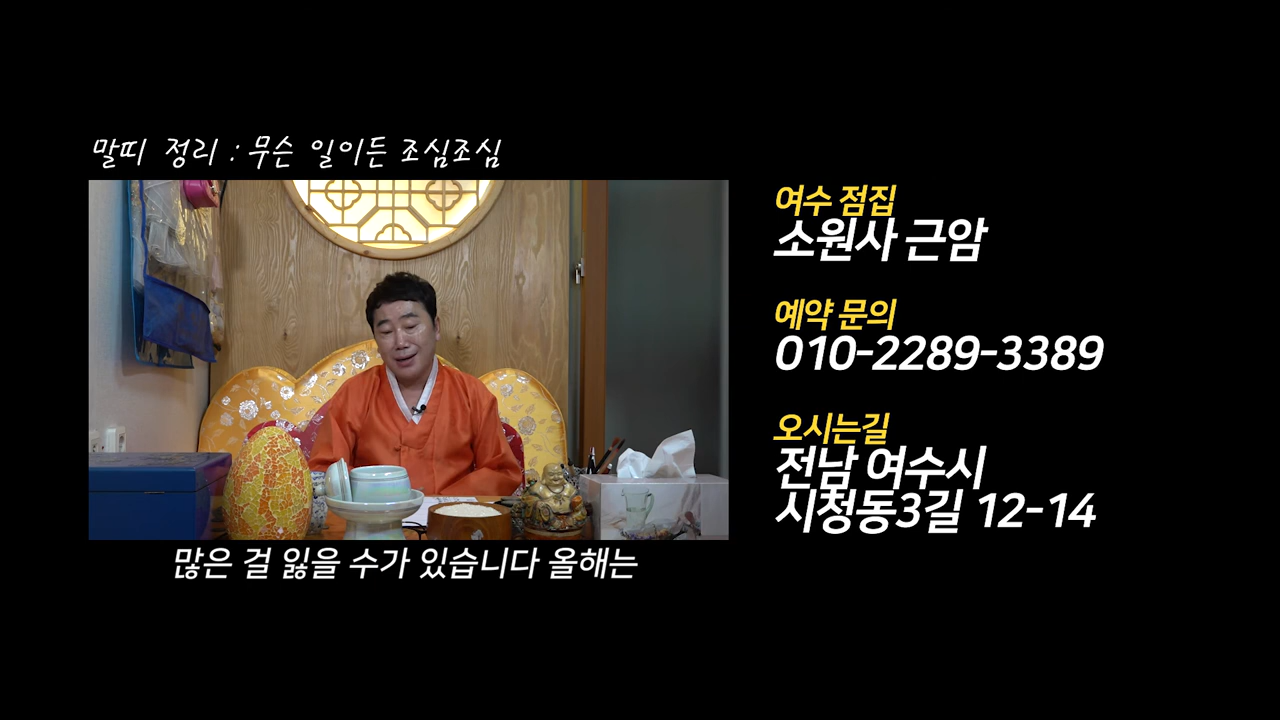 말띠 정리 : 무슨 일이든 조심조심
여수 점집
소원사 근암
예약 문의
010-2289-3389
오시는길
전남 여수시
시청동3길 12-14
많은 걸 잃을 수가 있습니다 올해는